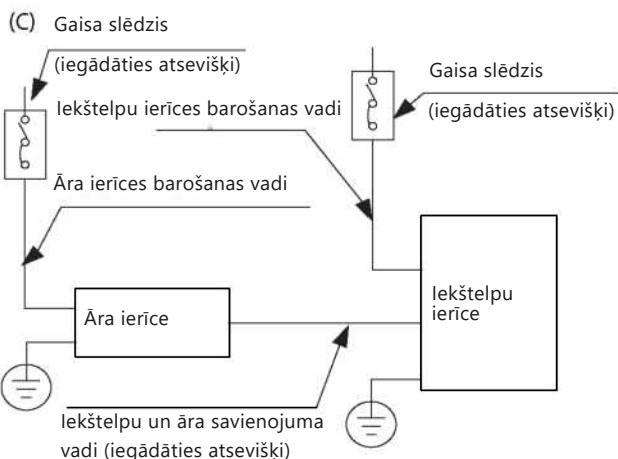 (C) Gaisa slēdzis
(iegādāties atsevišķi)
Iekštelpu ierīces barošanas vadi
Gaisa slēdzis
(iegādāties atsevišķi)
Āra ierīces barošanas vadi
Āra ierīce
Iekštelpu
ierīce
Iekštelpu un āra savienojuma
vadi (iegādāties atsevišķi)